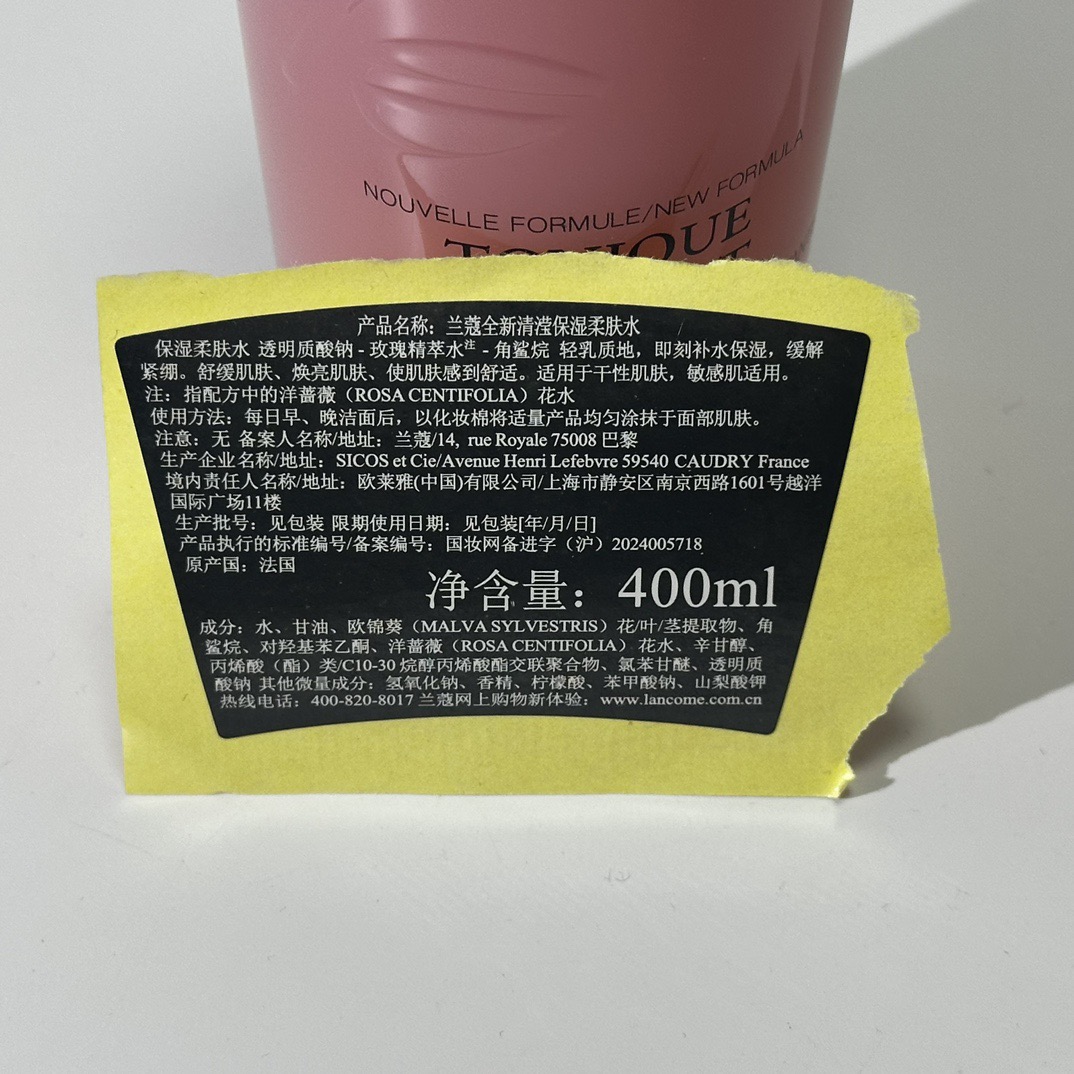 NOUVELLE FORMULE/NEW FORMULA
TONIQUE
产品名称：兰蔻全新清滢保湿柔肤水
保湿柔肤水 透明质酸钠 - 玫瑰精萃水注 - 角鲨烷 轻乳质地，即刻补水保湿，缓解
紧绷。舒缓肌肤、焕亮肌肤、使肌肤感到舒适。适用于干性肌肤，敏感肌适用。
注：指配方中的洋蔷薇（ROSA CENTIFOLIA）花水
使用方法：每日早、晚洁面后，以化妆棉将适量产品均匀涂抹于面部肌肤。
注意：无 备案人名称/地址：兰蔻/14, rue Royale 75008 巴黎
生产企业名称/地址：SICOS et Cie/Avenue Henri Lefebvre 59540 CAUDRY France
境内责任人名称/地址：欧莱雅(中国)有限公司/上海市静安区南京西路1601号越洋
国际广场11楼
生产批号：见包装 限期使用日期：见包装[年/月/日]
产品执行的标准编号/备案编号：国妆网备进字（沪）2024005718
原产国：法国
净含量：400ml
成分：水、甘油、欧锦葵（MALVA SYLVESTRIS）花/叶/茎提取物、角
鲨烷、对羟基苯乙酮、洋蔷薇（ROSA CENTIFOLIA）花水、辛甘醇、
丙烯酸（酯）类/C10-30 烷醇丙烯酸酯交联聚合物、氯苯甘醚、透明质
酸钠 其他微量成分：氢氧化钠、香精、柠檬酸、苯甲酸钠、山梨酸钾
热线电话：400-820-8017 兰蔻网上购物新体验：www.lancome.com.cn